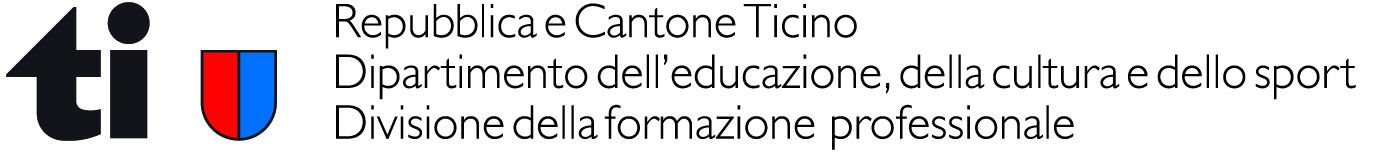 ti
Repubblica e Cantone Ticino
Dipartimento dell'educazione, della cultura e dello sport
Divisione della formazione professionale